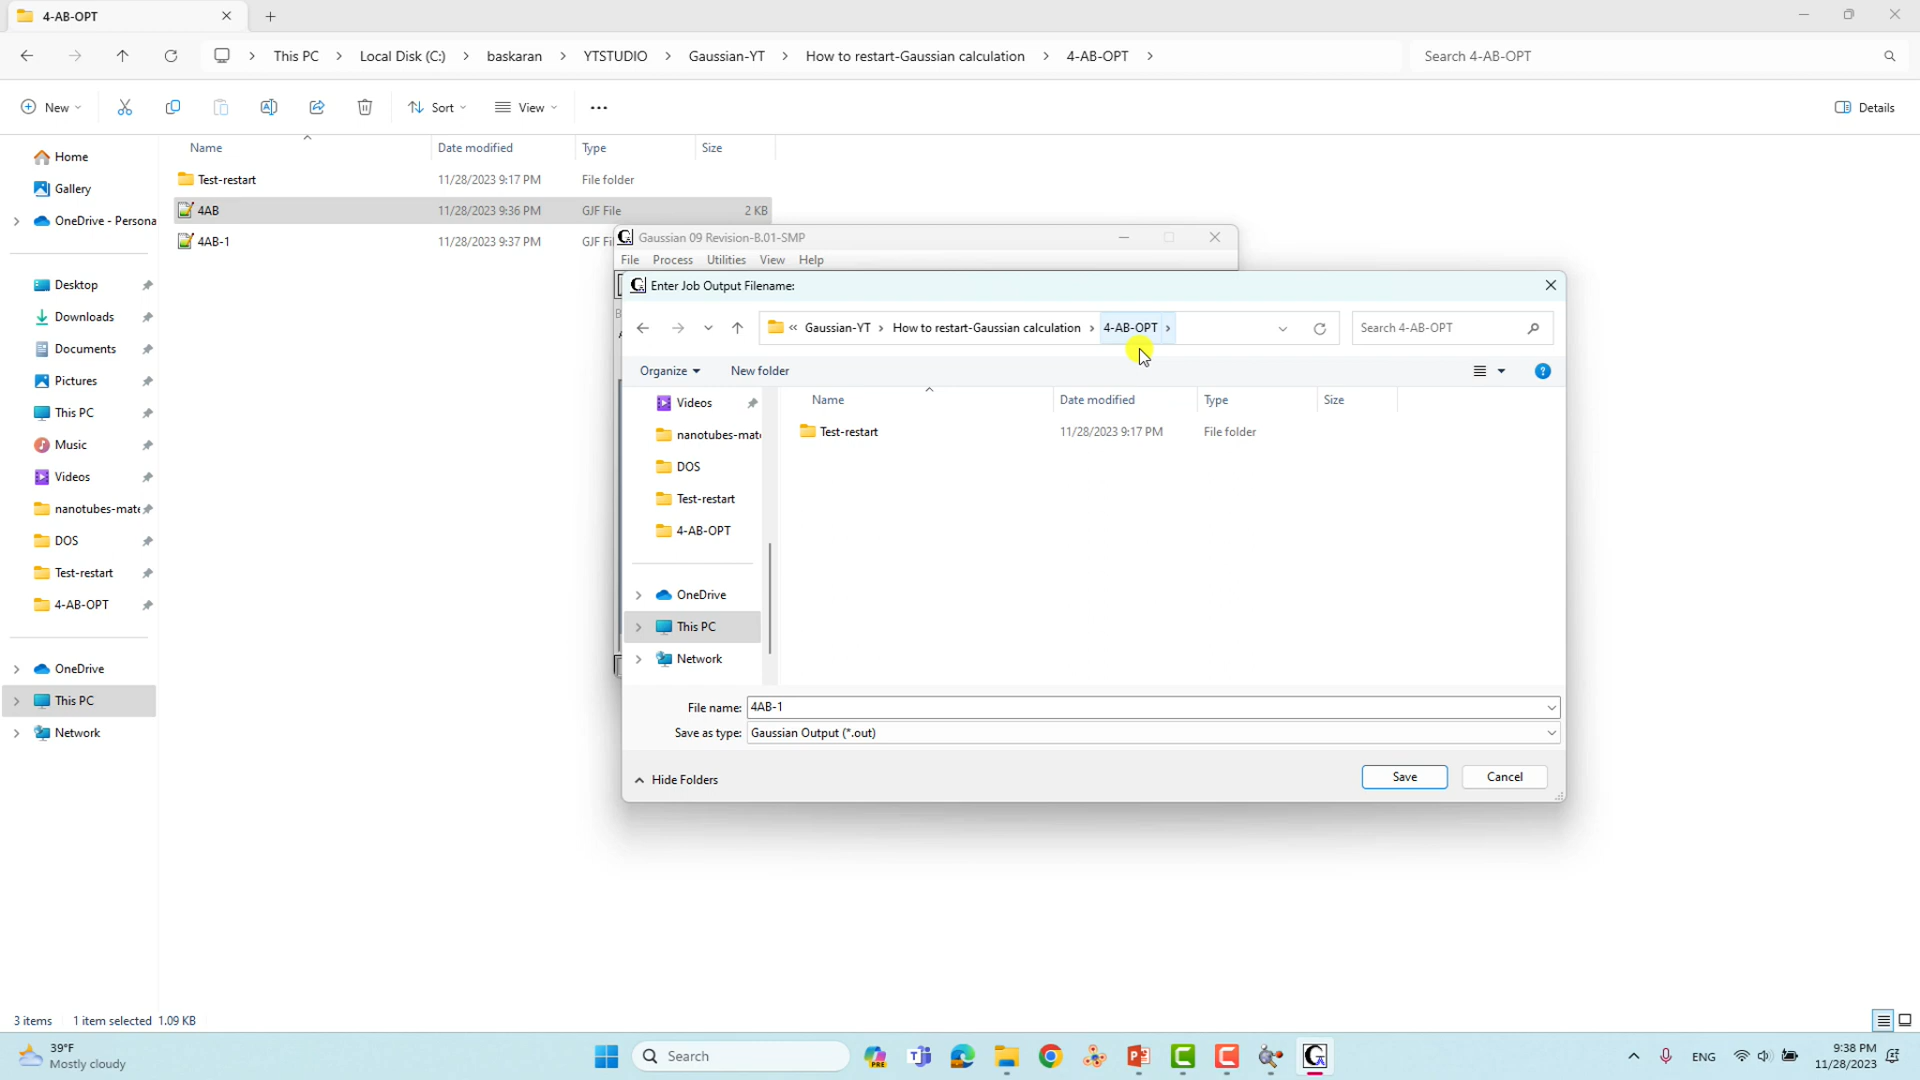 4-AB-OPT
This PC
Local Disk (C:)
baskaran
YTSTUDIO
Gaussian-YT
How to restart-Gaussian calculation
4-AB-OPT
Search 4-AB-OPT
New
Sort
View
Details
Name
Date modified
Type
Size
Home
Gallery
OneDrive - Persona
Desktop
Downloads
Documents
Pictures
This PC
Music
Videos
nanotubes-mate
DOS
Test-restart
4-AB-OPT
OneDrive
This PC
Network
Test-restart 11/28/2023 9:17 PM File folder
4AB 11/28/2023 9:36 PM GJF File 2 KB
4AB-1 11/28/2023 9:37 PM GJF Fi
Gaussian 09 Revision-B.01-SMP
File Process Utilities View Help
Enter Job Output Filename:
« Gaussian-YT How to restart-Gaussian calculation 4-AB-OPT
Search 4-AB-OPT
Organize New folder
Name Date modified Type Size
Test-restart 11/28/2023 9:17 PM File folder
Videos
nanotubes-mate
DOS
Test-restart
4-AB-OPT
OneDrive
This PC
Network
File name: 4AB-1
Save as type: Gaussian Output (*.out)
Hide Folders
Save
Cancel
3 items 1 item selected 1.09 KB
39°F
Mostly cloudy
Search
ENG
9:38 PM
11/28/2023